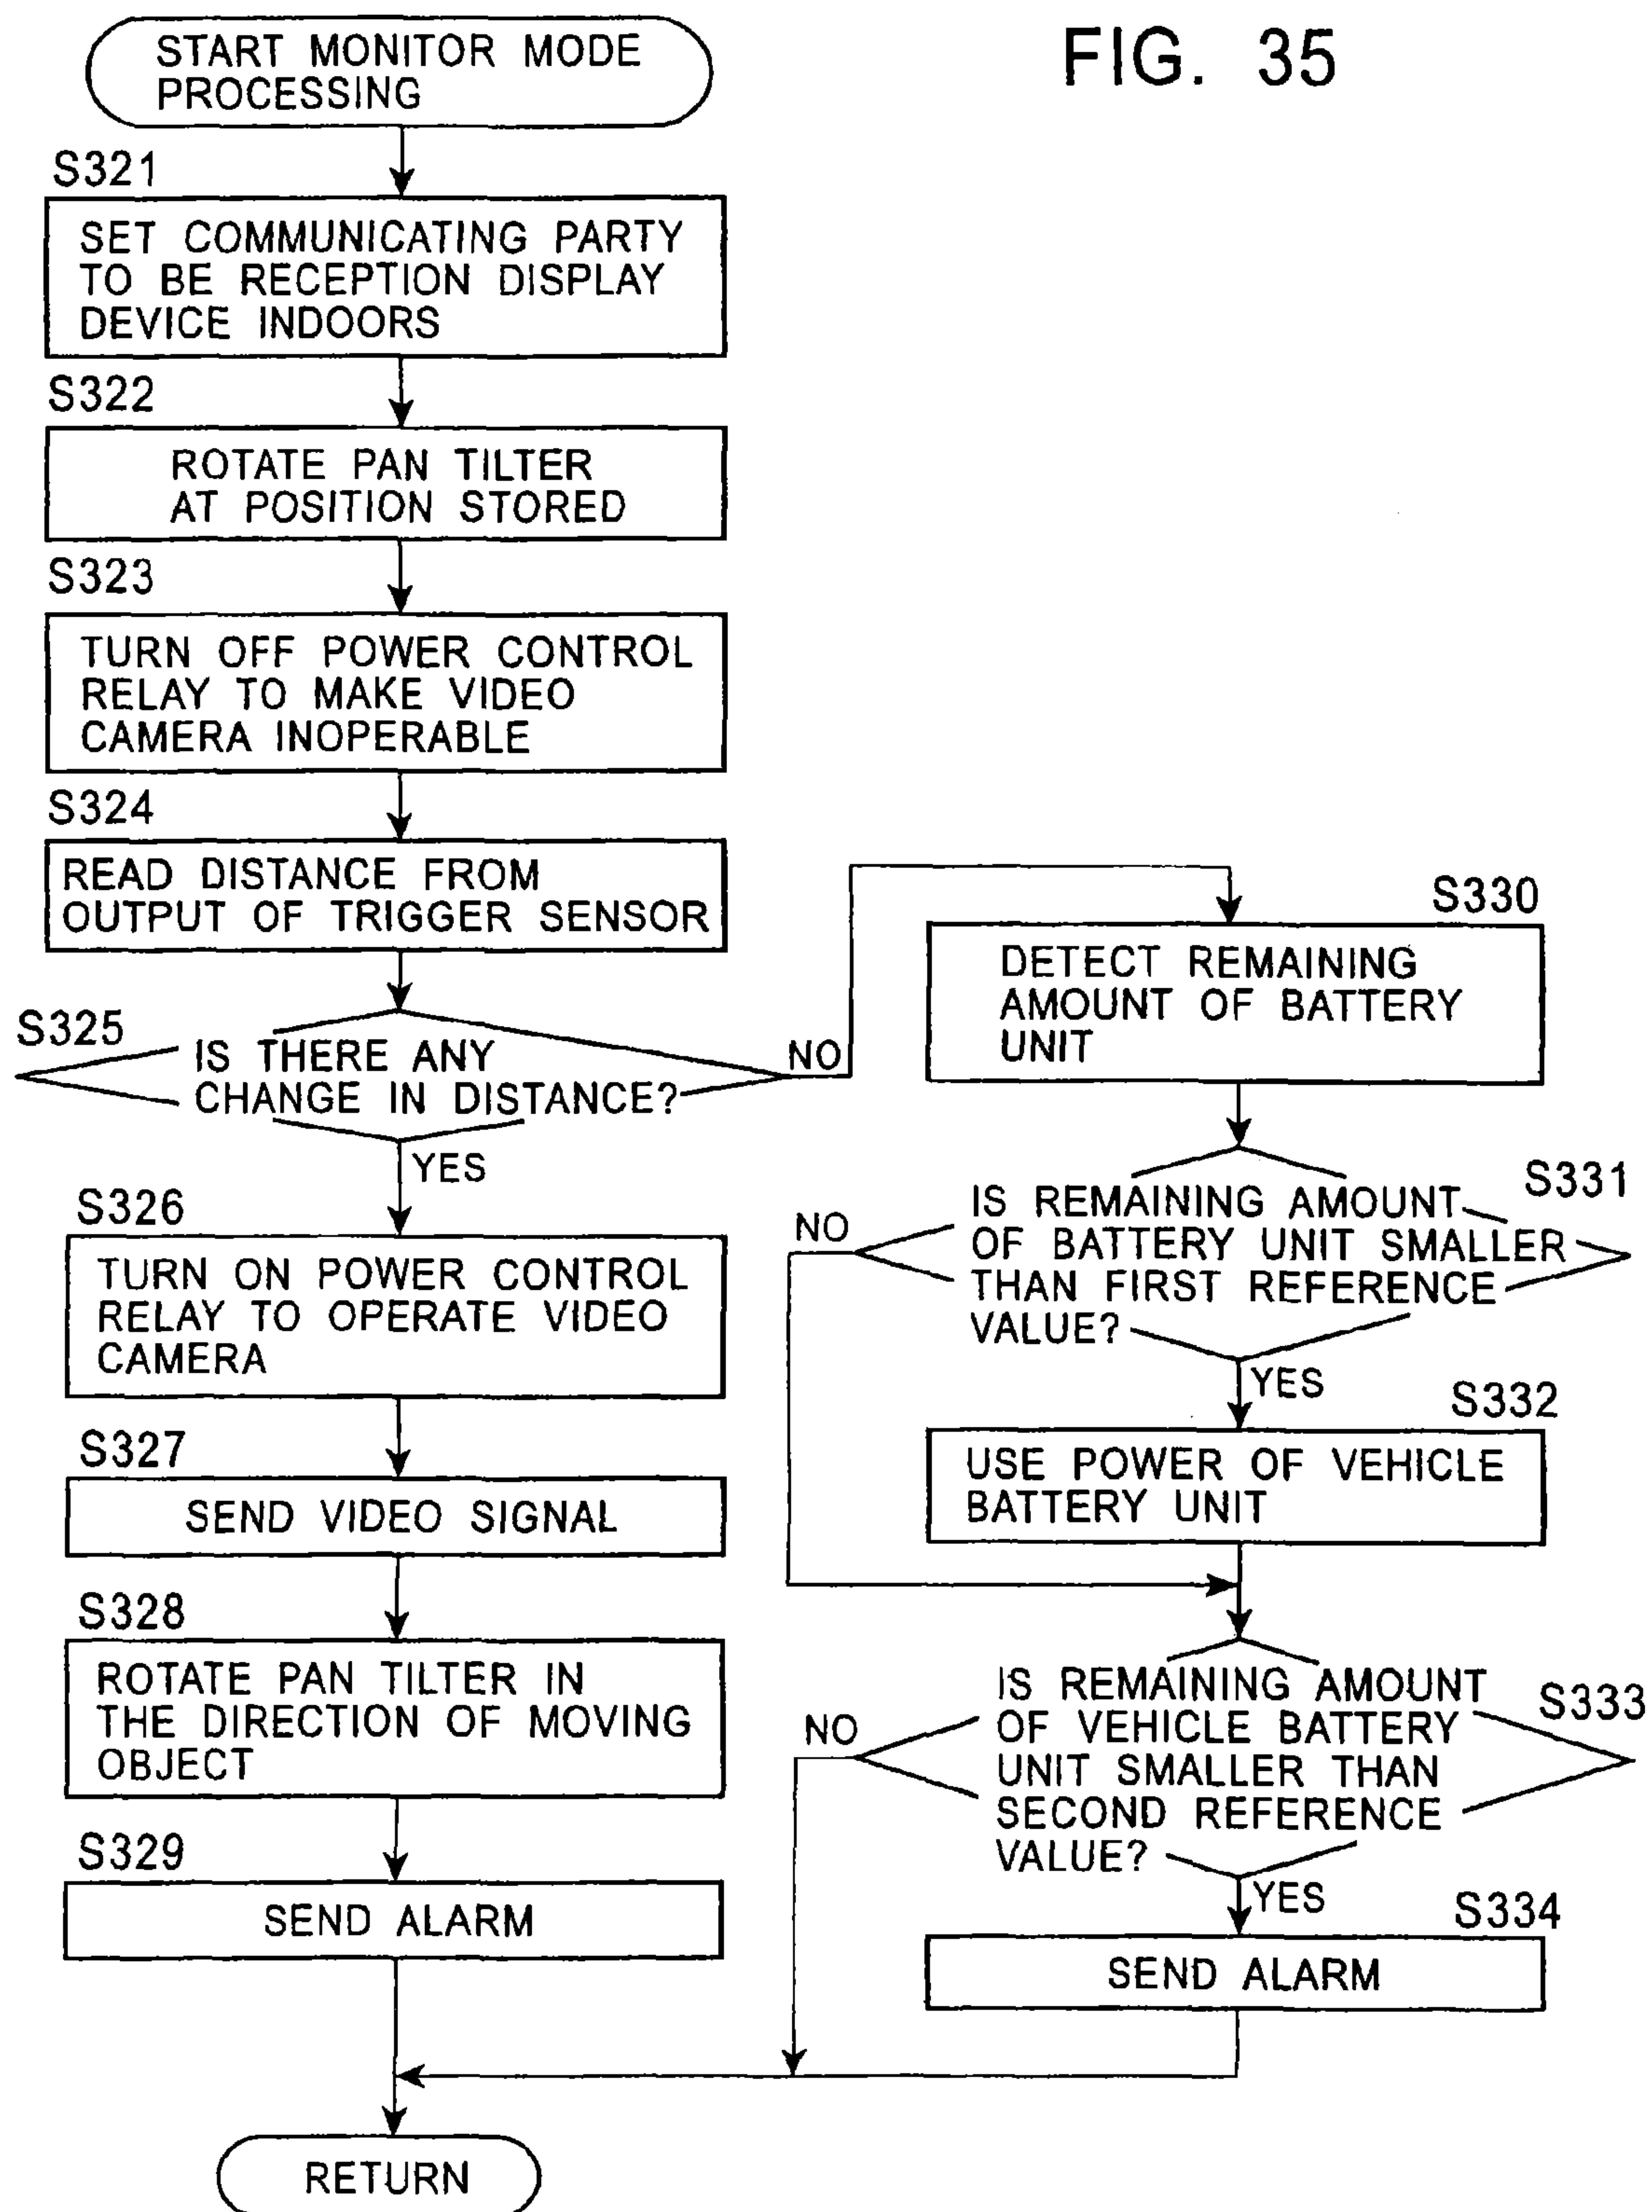 FIG. 35
START MONITOR MODE
PROCESSING
S321
SET COMMUNICATING PARTY
TO BE RECEPTION DISPLAY
DEVICE INDOORS
S322
ROTATE PAN TILTER
AT POSITION STORED
S323
TURN OFF POWER CONTROL
RELAY TO MAKE VIDEO
CAMERA INOPERABLE
S324
READ DISTANCE FROM
OUTPUT OF TRIGGER SENSOR
S325
IS THERE ANY
CHANGE IN DISTANCE?
NO
YES
S326
TURN ON POWER CONTROL
RELAY TO OPERATE VIDEO
CAMERA
S327
SEND VIDEO SIGNAL
S328
ROTATE PAN TILTER IN
THE DIRECTION OF MOVING
OBJECT
S329
SEND ALARM
S330
DETECT REMAINING
AMOUNT OF BATTERY
UNIT
S331
IS REMAINING AMOUNT
OF BATTERY UNIT SMALLER
THAN FIRST REFERENCE
VALUE?
NO
YES
S332
USE POWER OF VEHICLE
BATTERY UNIT
S333
IS REMAINING AMOUNT
OF VEHICLE BATTERY
UNIT SMALLER THAN
SECOND REFERENCE
VALUE?
NO
YES
S334
SEND ALARM
RETURN